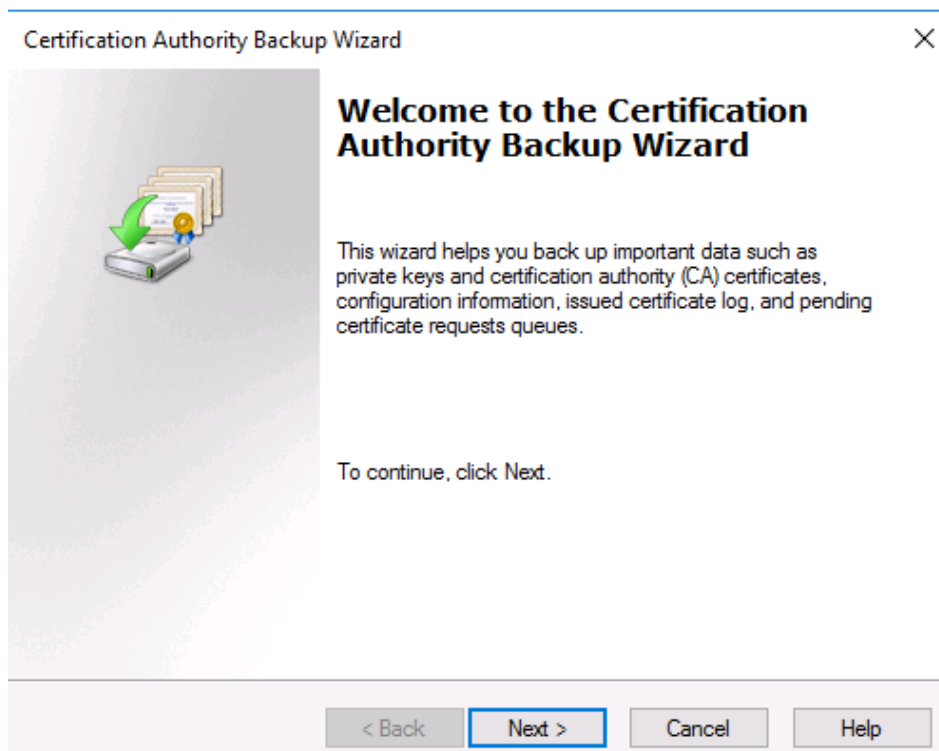 Certification Authority Backup Wizard
Welcome to the Certification
Authority Backup Wizard
This wizard helps you back up important data such as
private keys and certification authority (CA) certificates,
configuration information, issued certificate log, and pending
certificate requests queues.
To continue, click Next.
< Back Next > Cancel Help